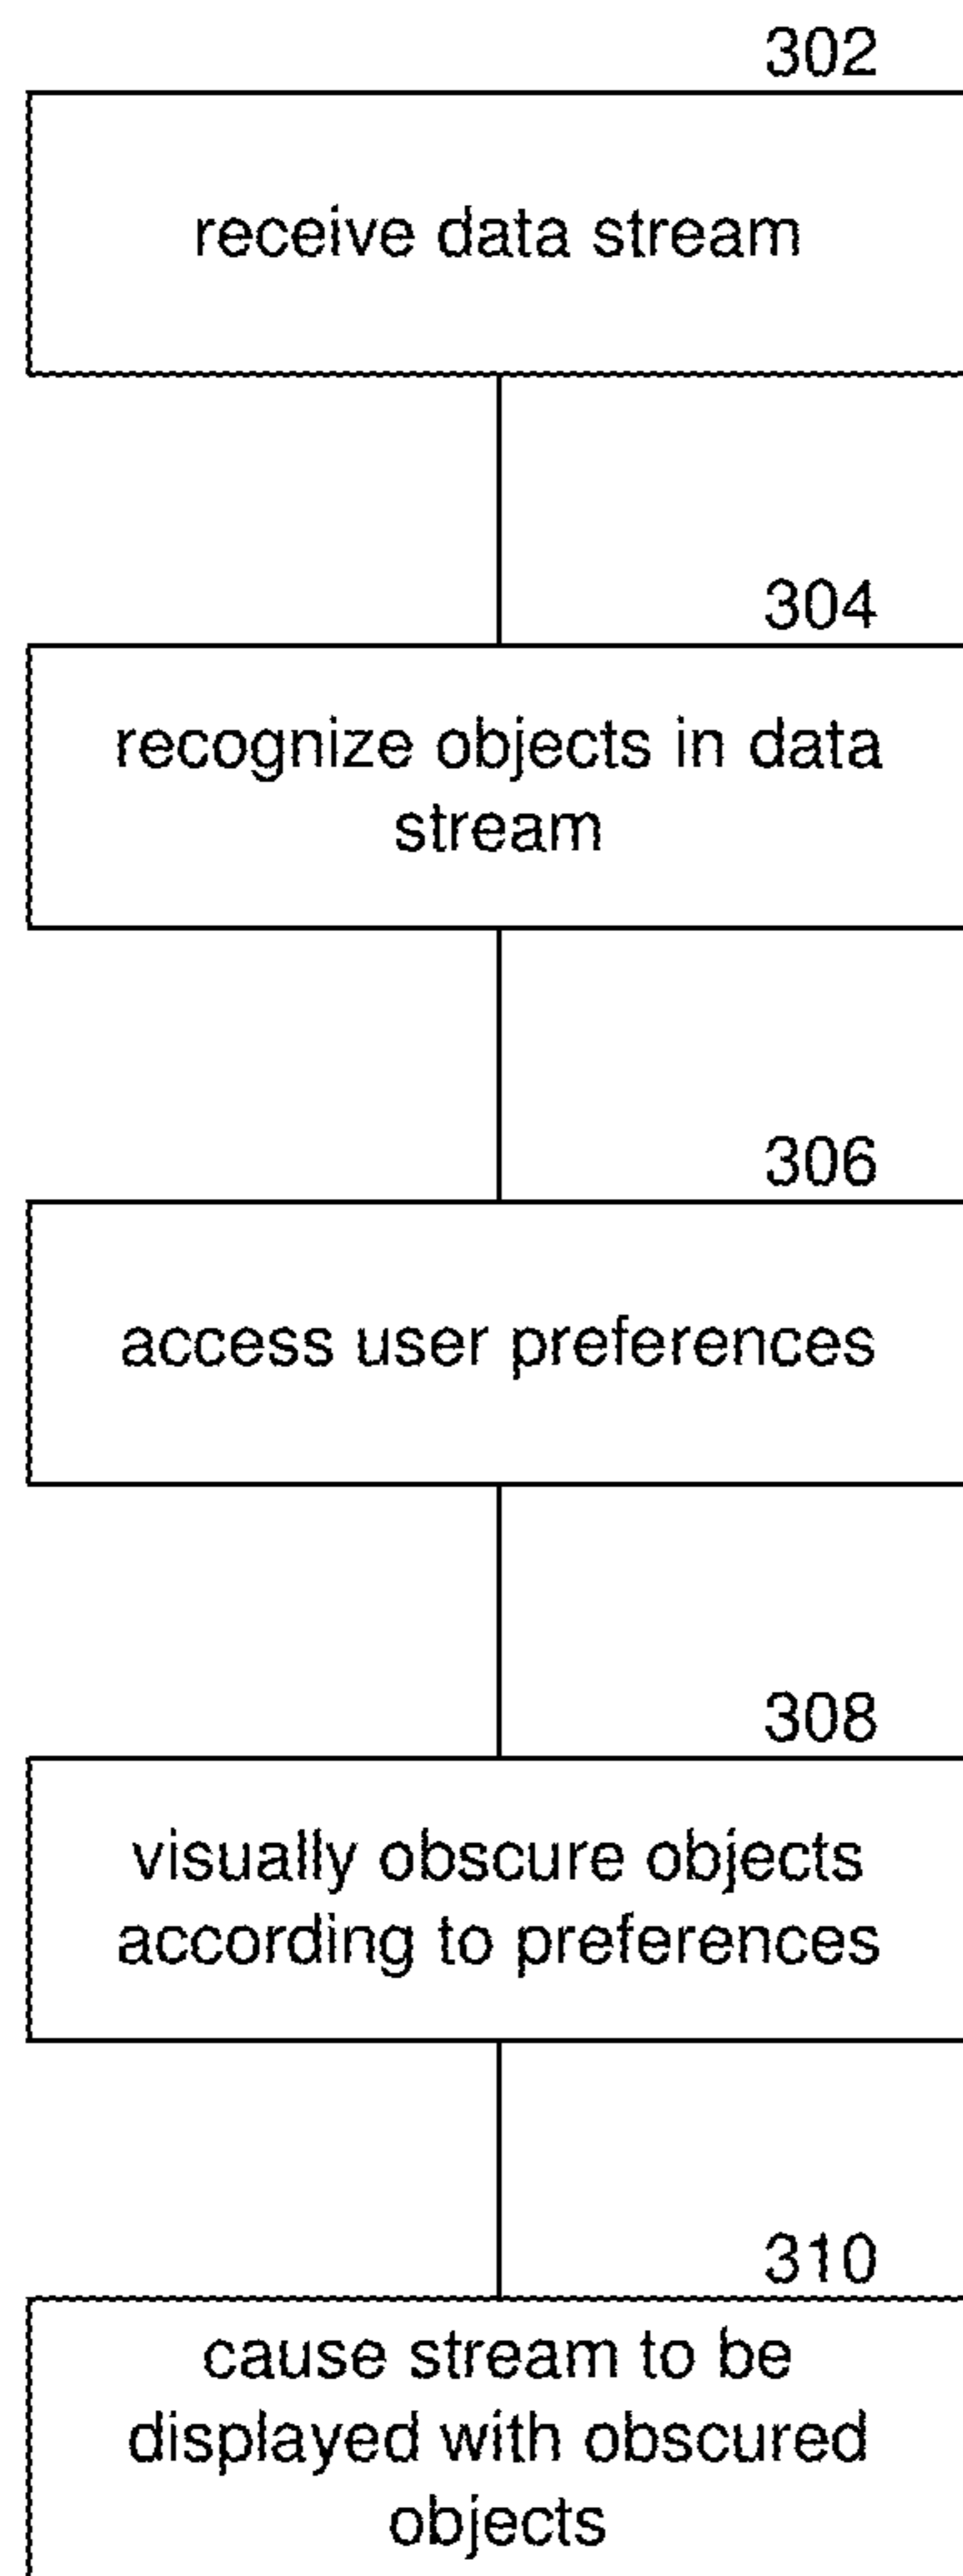 302
receive data stream
304
recognize objects in data
stream
306
access user preferences
308
visually obscure objects
according to preferences
310
cause stream to be
displayed with obscured
objects